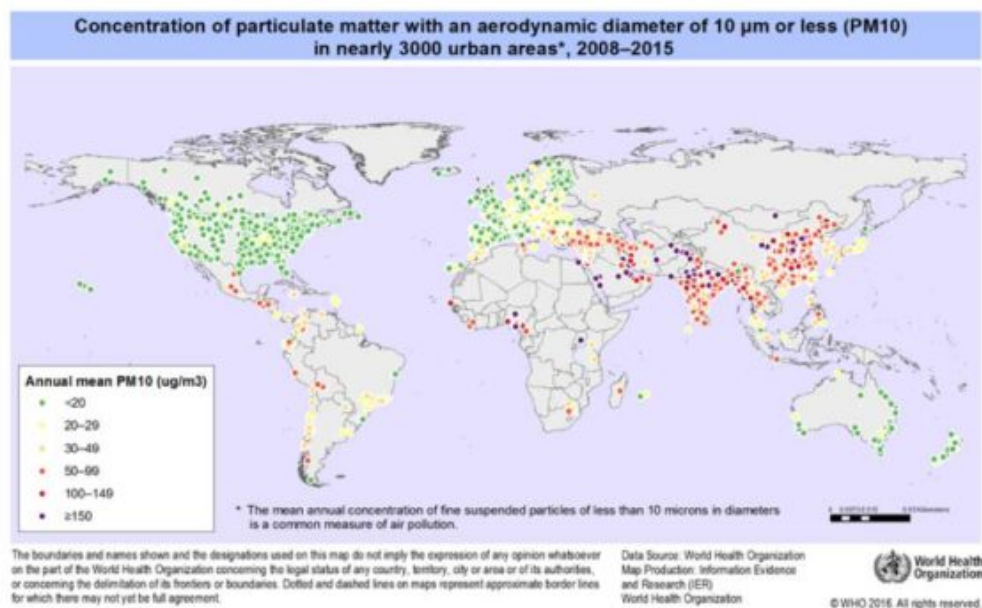 Concentration of particulate matter with an aerodynamic diameter of 10 µm or less (PM10)
in nearly 3000 urban areas*, 2008–2015
Annual mean PM10 (ug/m3)
<20
20–29
30–49
50–99
100–149
≥150
* The mean annual concentration of fine suspended particles of less than 10 microns in diameters
is a common measure of air pollution.
The boundaries and names shown and the designations used on this map do not imply the expression of any opinion whatsoever
on the part of the World Health Organization concerning the legal status of any country, territory, city or area or of its authorities,
or concerning the delimitation of its frontiers or boundaries. Dotted and dashed lines on maps represent approximate border lines
for which there may not yet be full agreement.
Data Source: World Health Organization
Map Production: Information Evidence
and Research (IER)
World Health Organization
World Health
Organization
© WHO 2016. All rights reserved.